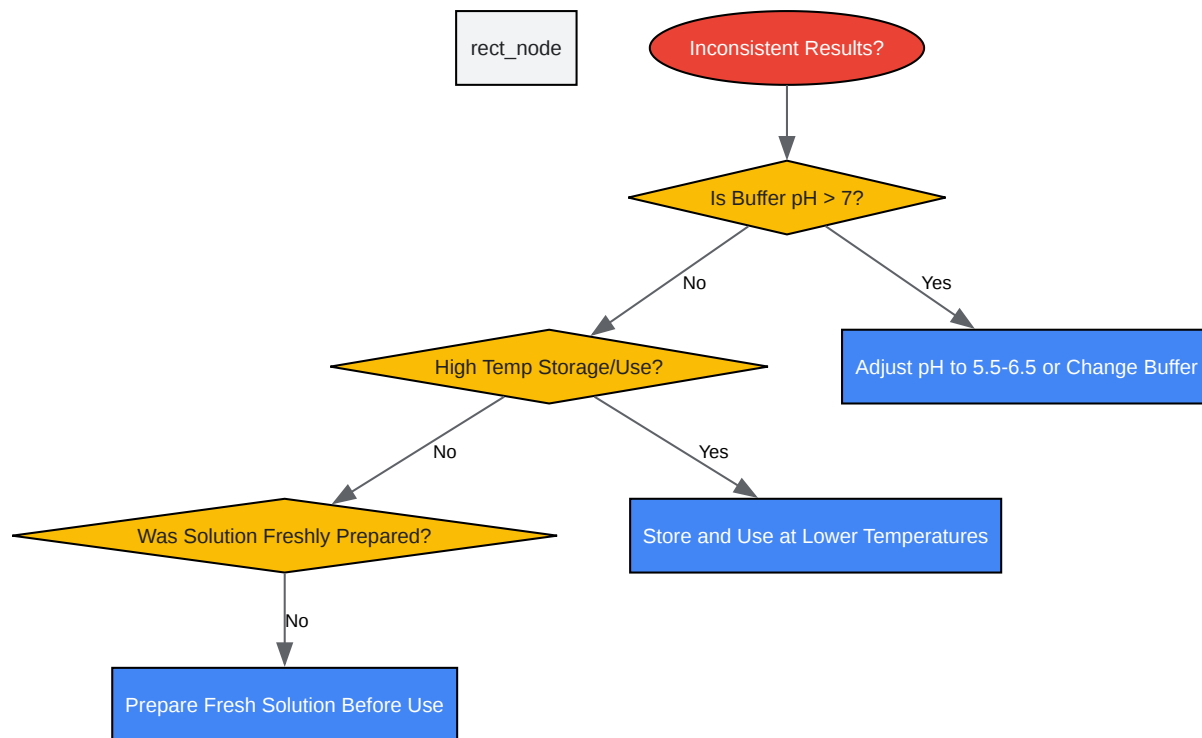 rect_node
Inconsistent Results?
Is Buffer pH > 7?
No
Yes
High Temp Storage/Use?
Adjust pH to 5.5-6.5 or Change Buffer
No
Yes
Was Solution Freshly Prepared?
Store and Use at Lower Temperatures
No
Prepare Fresh Solution Before Use